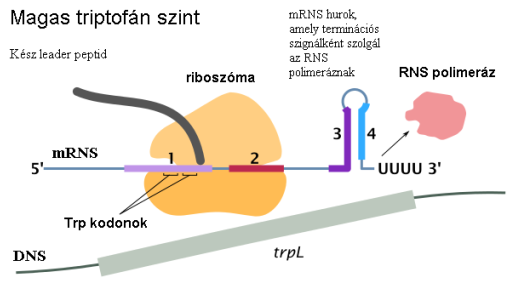 Magas triptofán szint
Kész leader peptid
riboszóma
mRNS hurok,
amely terminációs
szignálként szolgál
az RNS
polimeráznak
RNS polimeráz
mRNS
5'
1
2
3
4
UUUU 3'
Trp kodonok
DNS
trpL